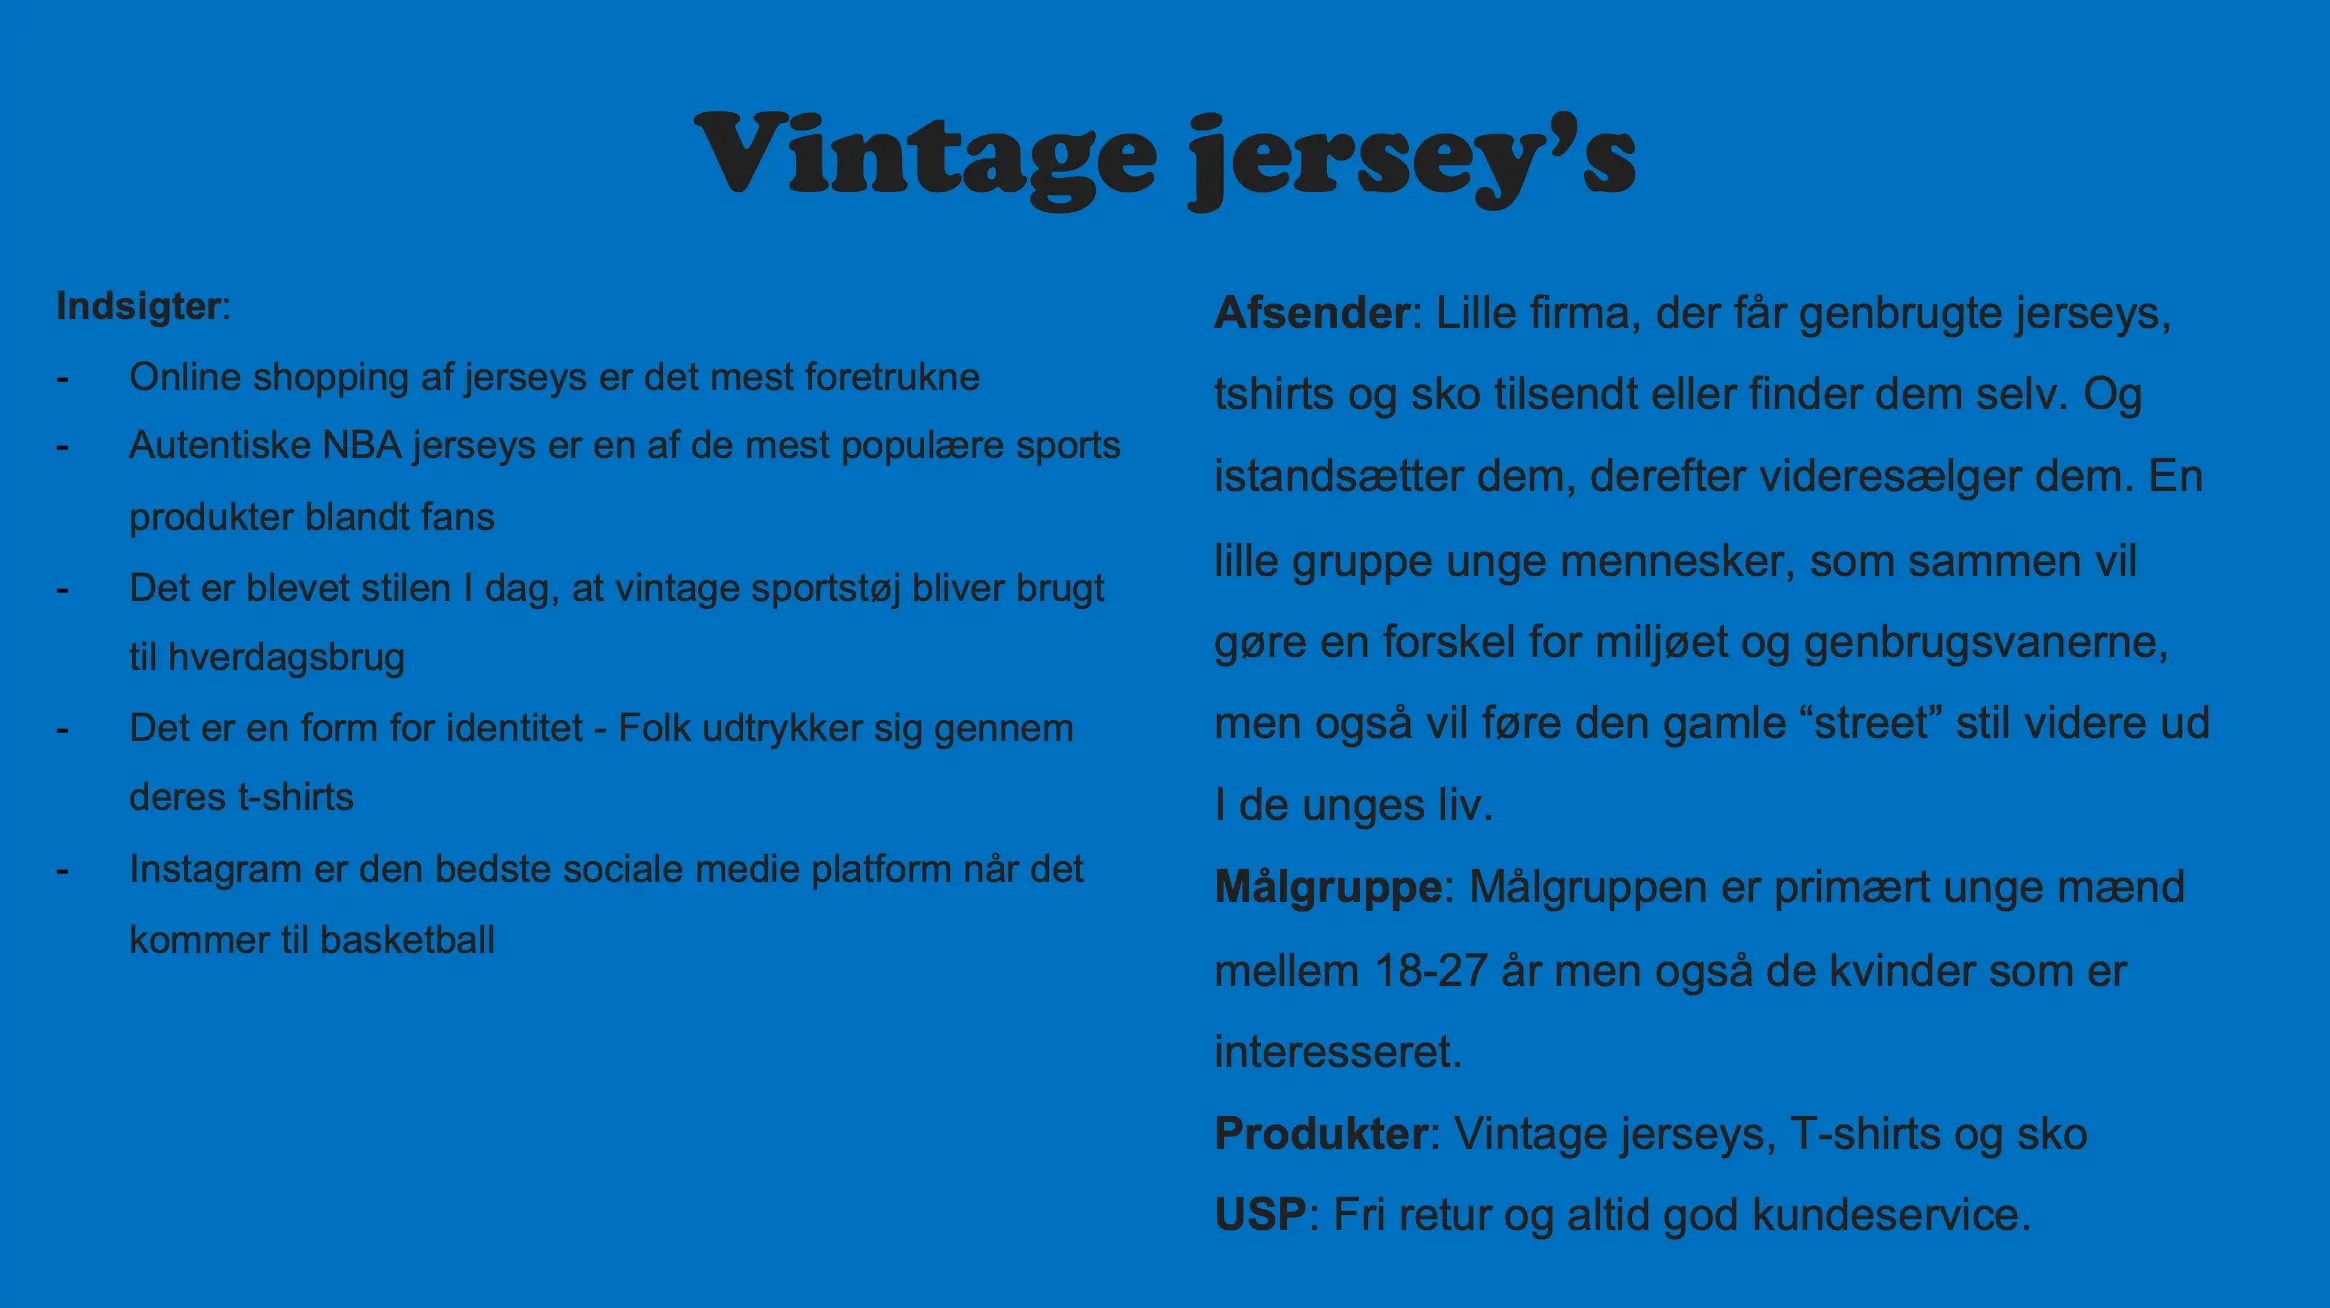 Vintage jersey’s
Indsigter:
- Online shopping af jerseys er det mest foretrukne
- Autentiske NBA jerseys er en af de mest populære sports
produkter blandt fans
- Det er blevet stilen I dag, at vintage sportstøj bliver brugt
til hverdagsbrug
- Det er en form for identitet - Folk udtrykker sig gennem
deres t-shirts
- Instagram er den bedste sociale medie platform når det
kommer til basketball
Afsender: Lille firma, der får genbrugte jerseys,
tshirts og sko tilsendt eller finder dem selv. Og
istandsætter dem, derefter videresælger dem. En
lille gruppe unge mennesker, som sammen vil
gøre en forskel for miljøet og genbrugsvanerne,
men også vil føre den gamle “street” stil videre ud
I de unges liv.
Målgruppe: Målgruppen er primært unge mænd
mellem 18-27 år men også de kvinder som er
interesseret.
Produkter: Vintage jerseys, T-shirts og sko
USP: Fri retur og altid god kundeservice.